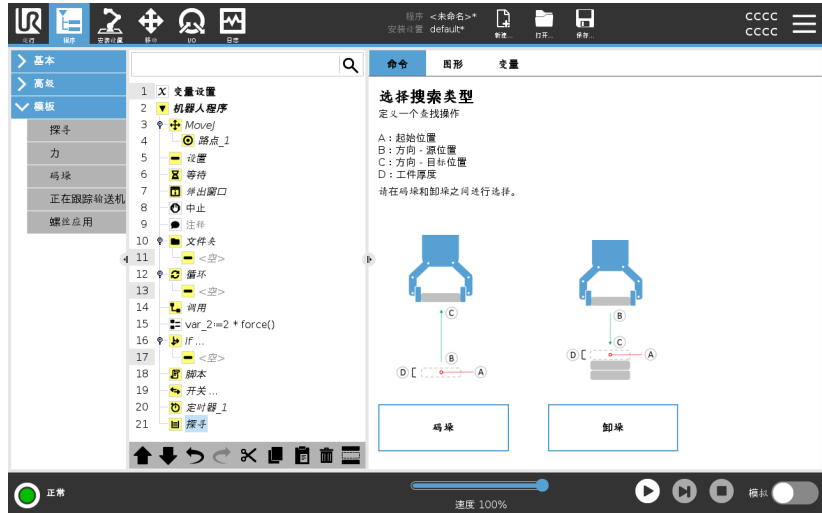 UR
运行
程序
安装设置
移动
I/O
日志
程序 <未命名>*
安装设置 default*
新建...
打开...
保存...
cccc
cccc
基本
高级
模板
探寻
力
码垛
正在跟踪输送机
螺丝应用
1 X 变量设置
2 机器人程序
3 MoveJ
4 路点_1
5 设置
6 等待
7 弹出窗口
8 中止
9 注释
10 文件夹
11 <空>
12 循环
13 <空>
14 调用
15 var_2:=2 * force()
16 If ...
17 <空>
18 脚本
19 开关 ...
20 定时器_1
21 探寻
命令 图形 变量
选择搜索类型
定义一个查找操作
A：起始位置
B：方向 - 源位置
C：方向 - 目标位置
D：工件厚度
请在码垛和卸垛之间进行选择。
C
B
D
A
B
C
D
A
码垛
卸垛
正常
速度 100%
模拟